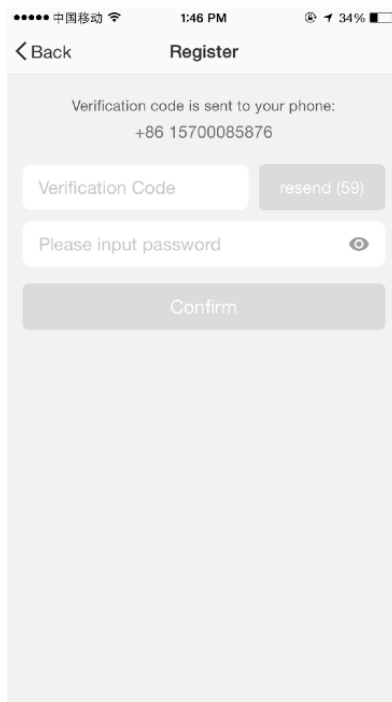 中国移动 1:46 PM 34%
Back Register
Verification code is sent to your phone:
+86 15700085876
Verification Code resend (59)
Please input password
Confirm